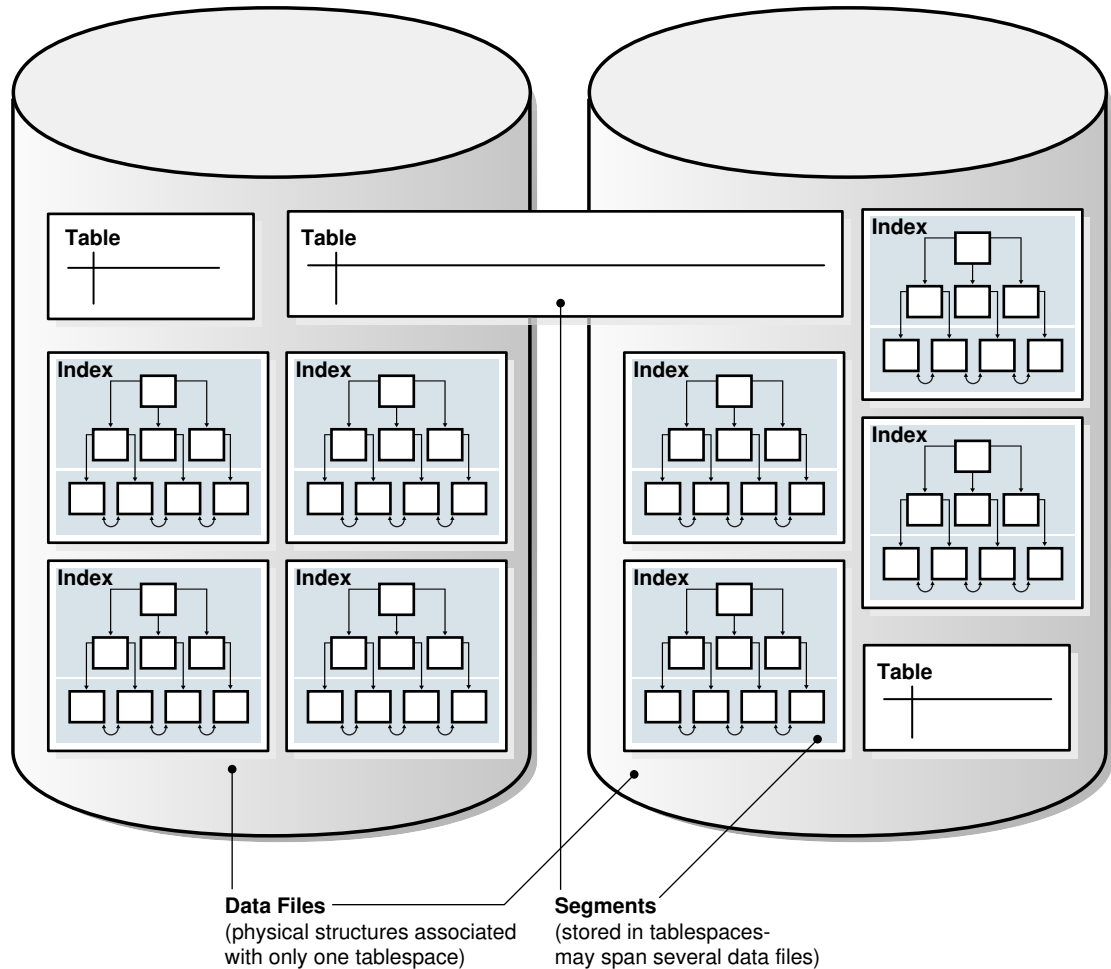 Table
Table
Index
Index
Index
Index
Index
Index
Index
Index
Table
Data Files
(physical structures associated
with only one tablespace)
Segments
(stored in tablespaces-
may span several data files)